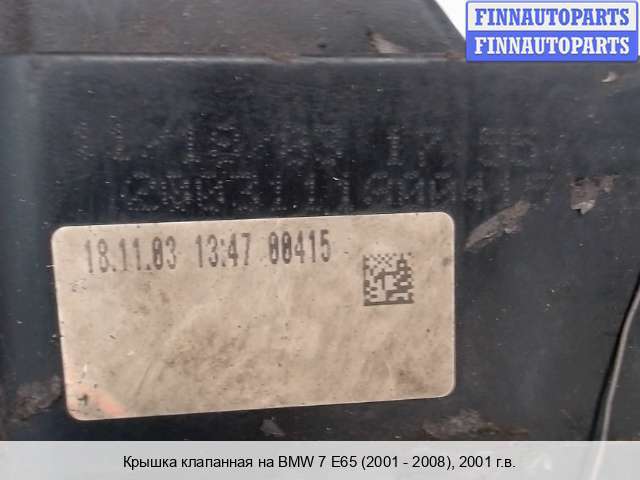 FINNAUTOPARTS
FINNAUTOPARTS
18.11.03 13:47 00415
Крышка клапанная на BMW 7 E65 (2001 - 2008), 2001 г.в.